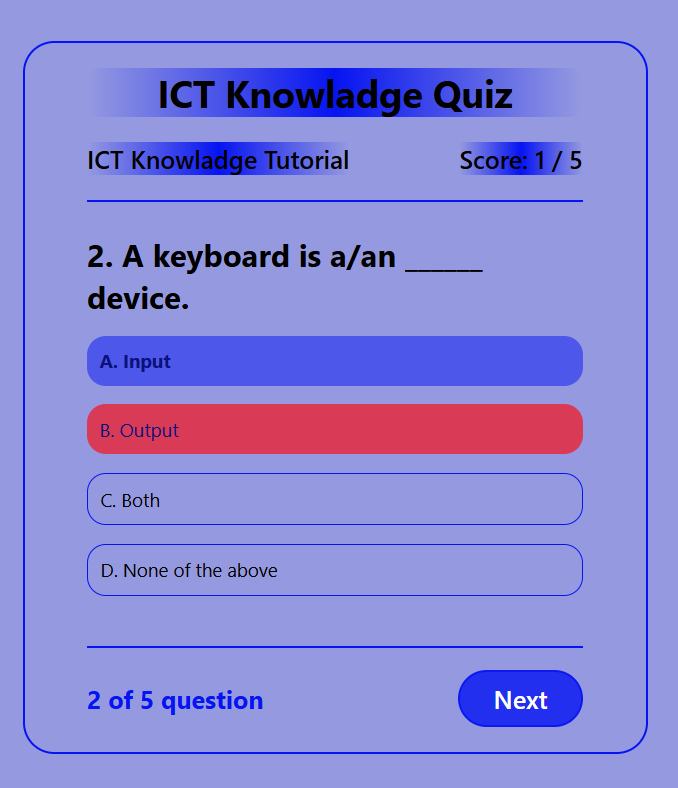 ICT Knowladge Quiz
ICT Knowladge Tutorial Score: 1 / 5
2. A keyboard is a/an ______
device.
A. Input
B. Output
C. Both
D. None of the above
2 of 5 question Next